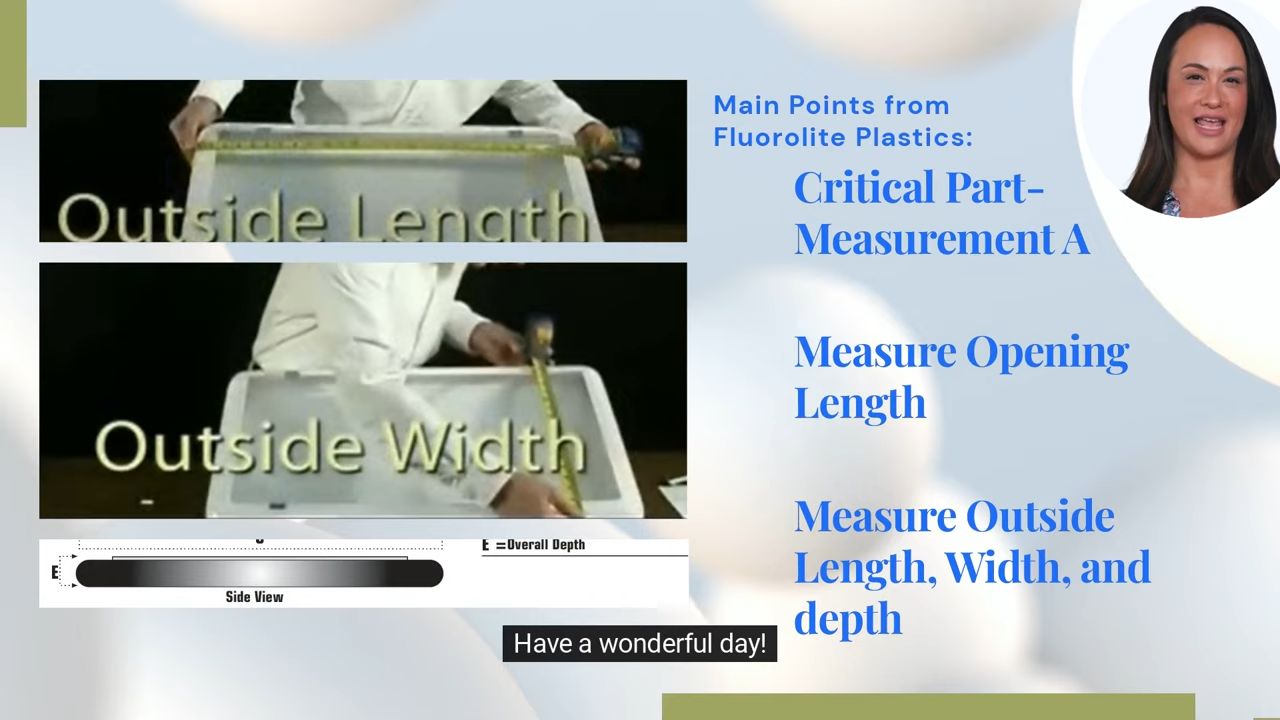 Outside Length
Outside Width
E
E =Overall Depth
Side View
Main Points from
Fluorolite Plastics:
Critical Part-
Measurement A
Measure Opening
Length
Measure Outside
Length, Width, and
depth
Have a wonderful day!